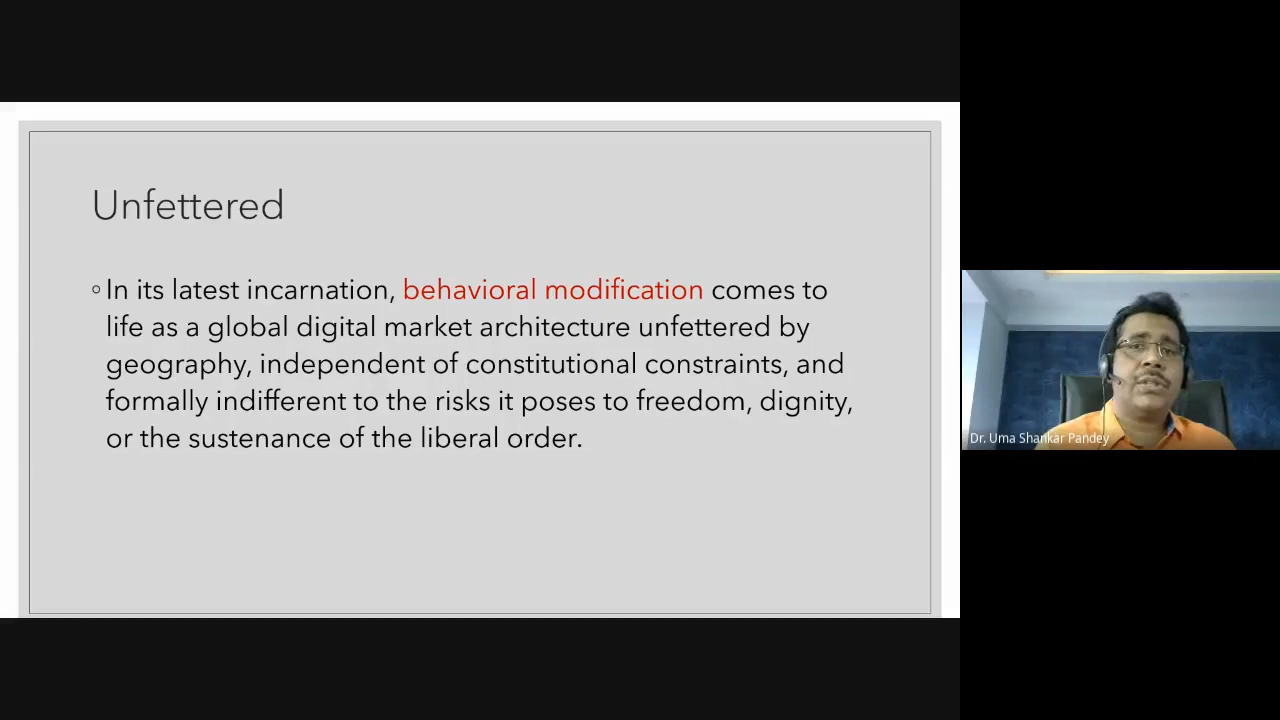 Unfettered
◦In its latest incarnation, behavioral modification comes to
life as a global digital market architecture unfettered by
geography, independent of constitutional constraints, and
formally indifferent to the risks it poses to freedom, dignity,
or the sustenance of the liberal order.
Dr. Uma Shankar Pandey